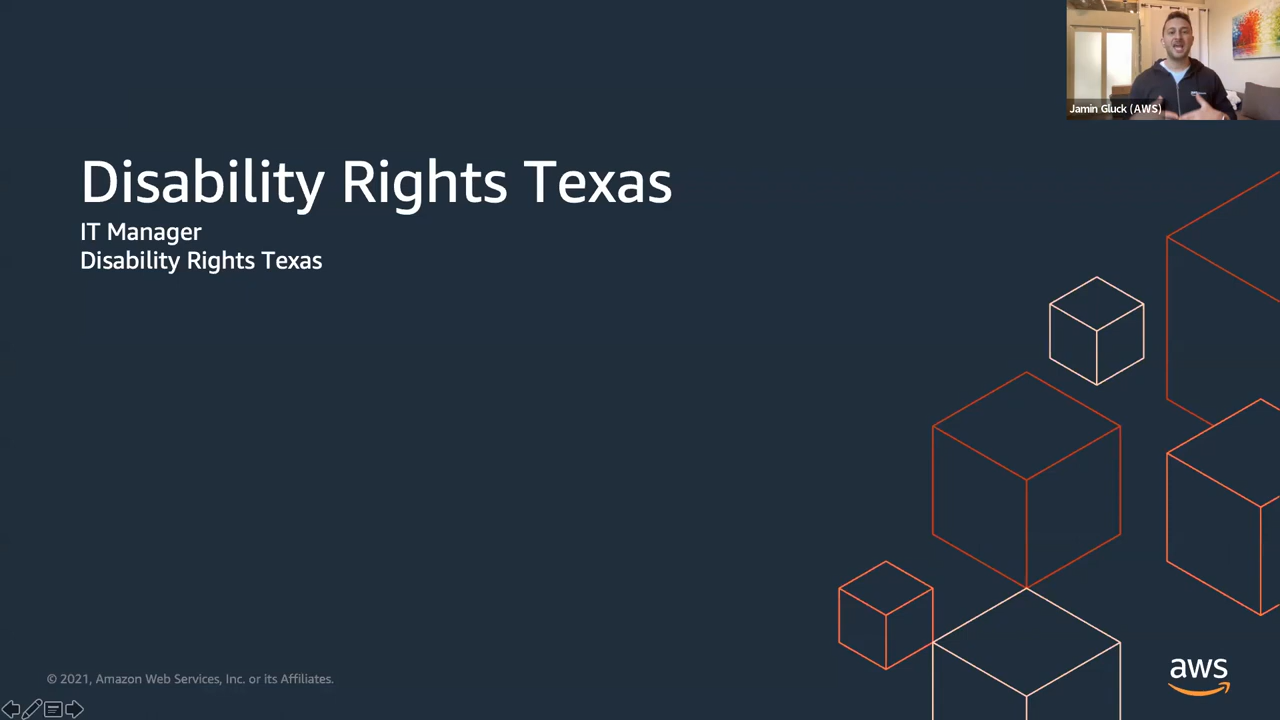 Jamin Gluck (AWS)
Disability Rights Texas
IT Manager
Disability Rights Texas
© 2021, Amazon Web Services, Inc. or its Affiliates.
aws